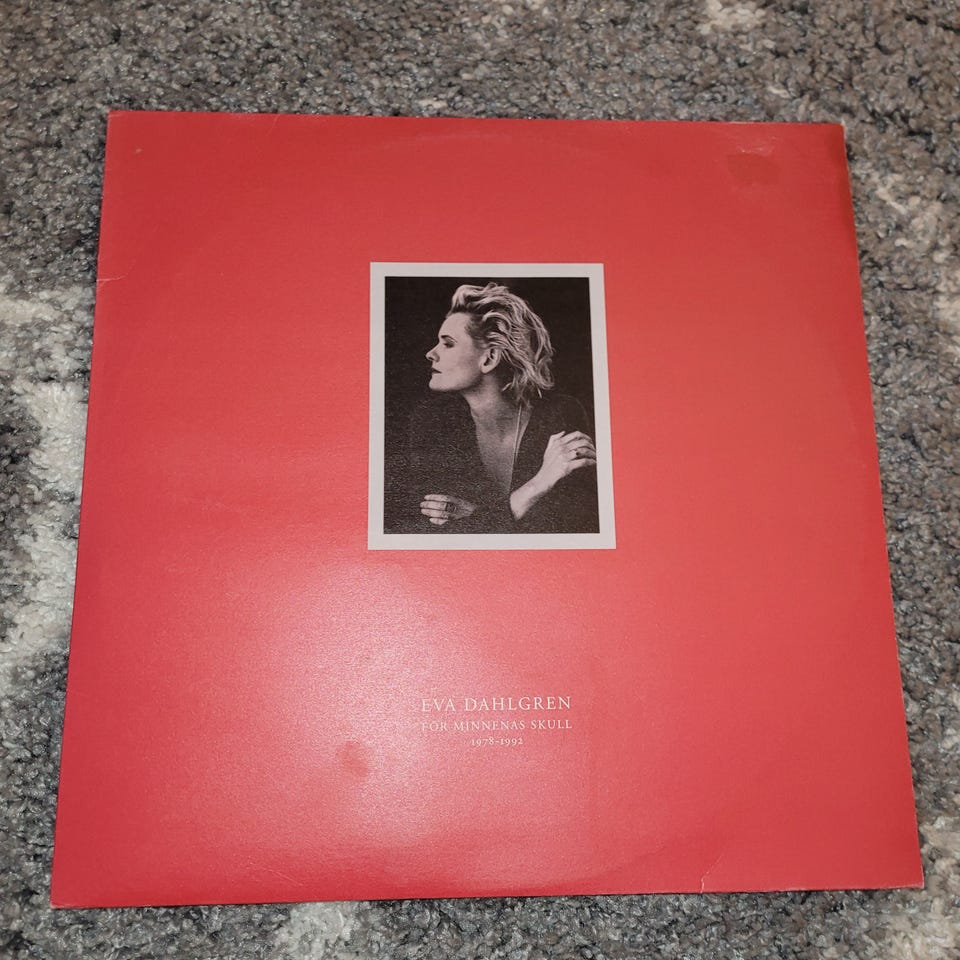 EVA DAHLGREN
FÖR MINNENAS SKULL
1978-1992